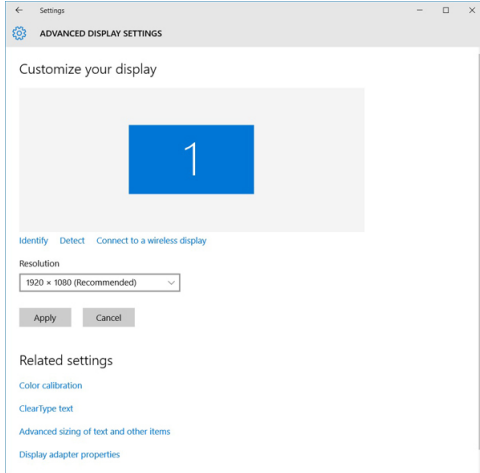 Settings
ADVANCED DISPLAY SETTINGS
Customize your display
1
Identify Detect Connect to a wireless display
Resolution
1920 × 1080 (Recommended)
Apply Cancel
Related settings
Color calibration
ClearType text
Advanced sizing of text and other items
Display adapter properties